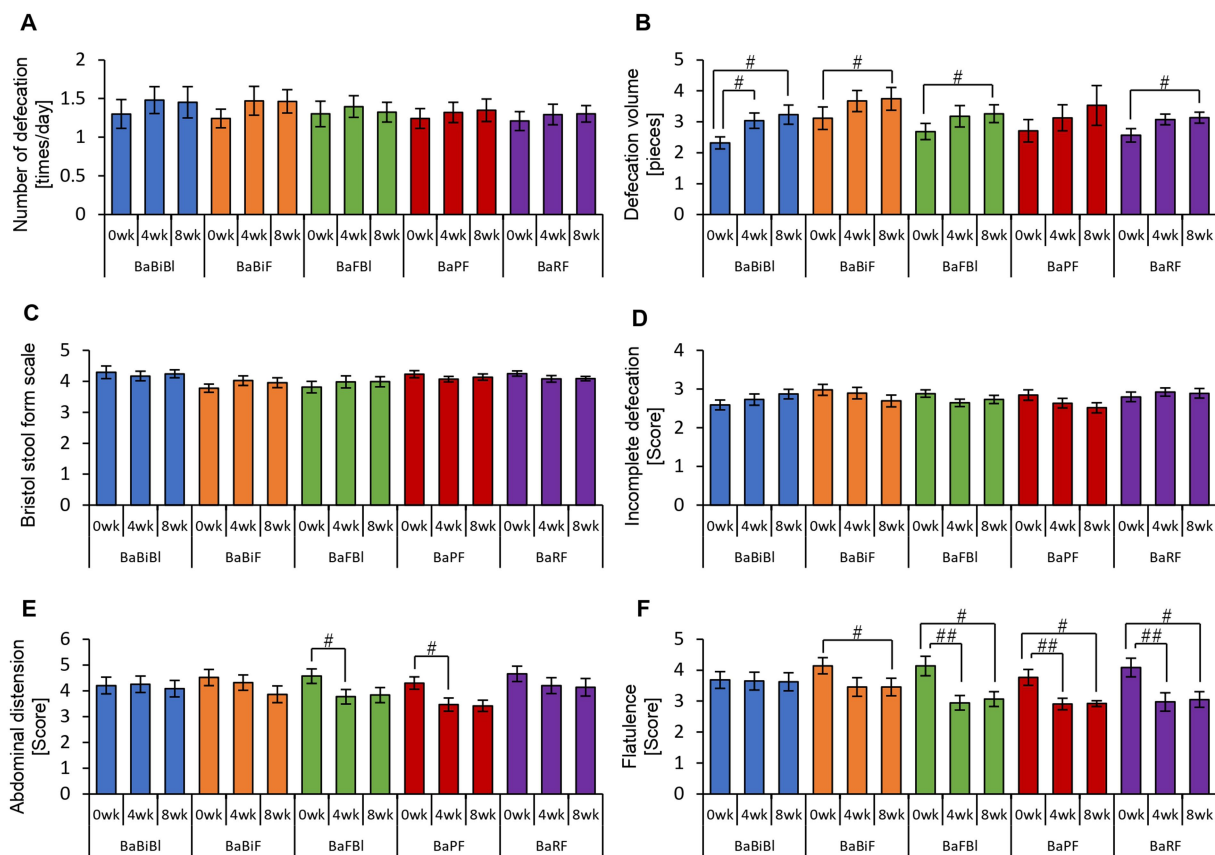 A
Number of defecation
[times/day]
2
1.5
1
0.5
0
0wk 4wk 8wk 0wk 4wk 8wk 0wk 4wk 8wk 0wk 4wk 8wk 0wk 4wk 8wk
BaBiBl BaBiF BaFBl BaPF BaRF
B
Defecation volume
[pieces]
5
4
3
2
1
0
# # # # #
0wk 4wk 8wk 0wk 4wk 8wk 0wk 4wk 8wk 0wk 4wk 8wk 0wk 4wk 8wk
BaBiBl BaBiF BaFBl BaPF BaRF
C
Bristol stool form scale
5
4
3
2
1
0
0wk 4wk 8wk 0wk 4wk 8wk 0wk 4wk 8wk 0wk 4wk 8wk 0wk 4wk 8wk
BaBiBl BaBiF BaFBl BaPF BaRF
D
Incomplete defecation
[Score]
4
3
2
1
0
0wk 4wk 8wk 0wk 4wk 8wk 0wk 4wk 8wk 0wk 4wk 8wk 0wk 4wk 8wk
BaBiBl BaBiF BaFBl BaPF BaRF
E
Abdominal distension
[Score]
6
5
4
3
2
1
0
# #
0wk 4wk 8wk 0wk 4wk 8wk 0wk 4wk 8wk 0wk 4wk 8wk 0wk 4wk 8wk
BaBiBl BaBiF BaFBl BaPF BaRF
F
Flatulence
[Score]
5
4
3
2
1
0
# # # #
## ## ##
0wk 4wk 8wk 0wk 4wk 8wk 0wk 4wk 8wk 0wk 4wk 8wk 0wk 4wk 8wk
BaBiBl BaBiF BaFBl BaPF BaRF